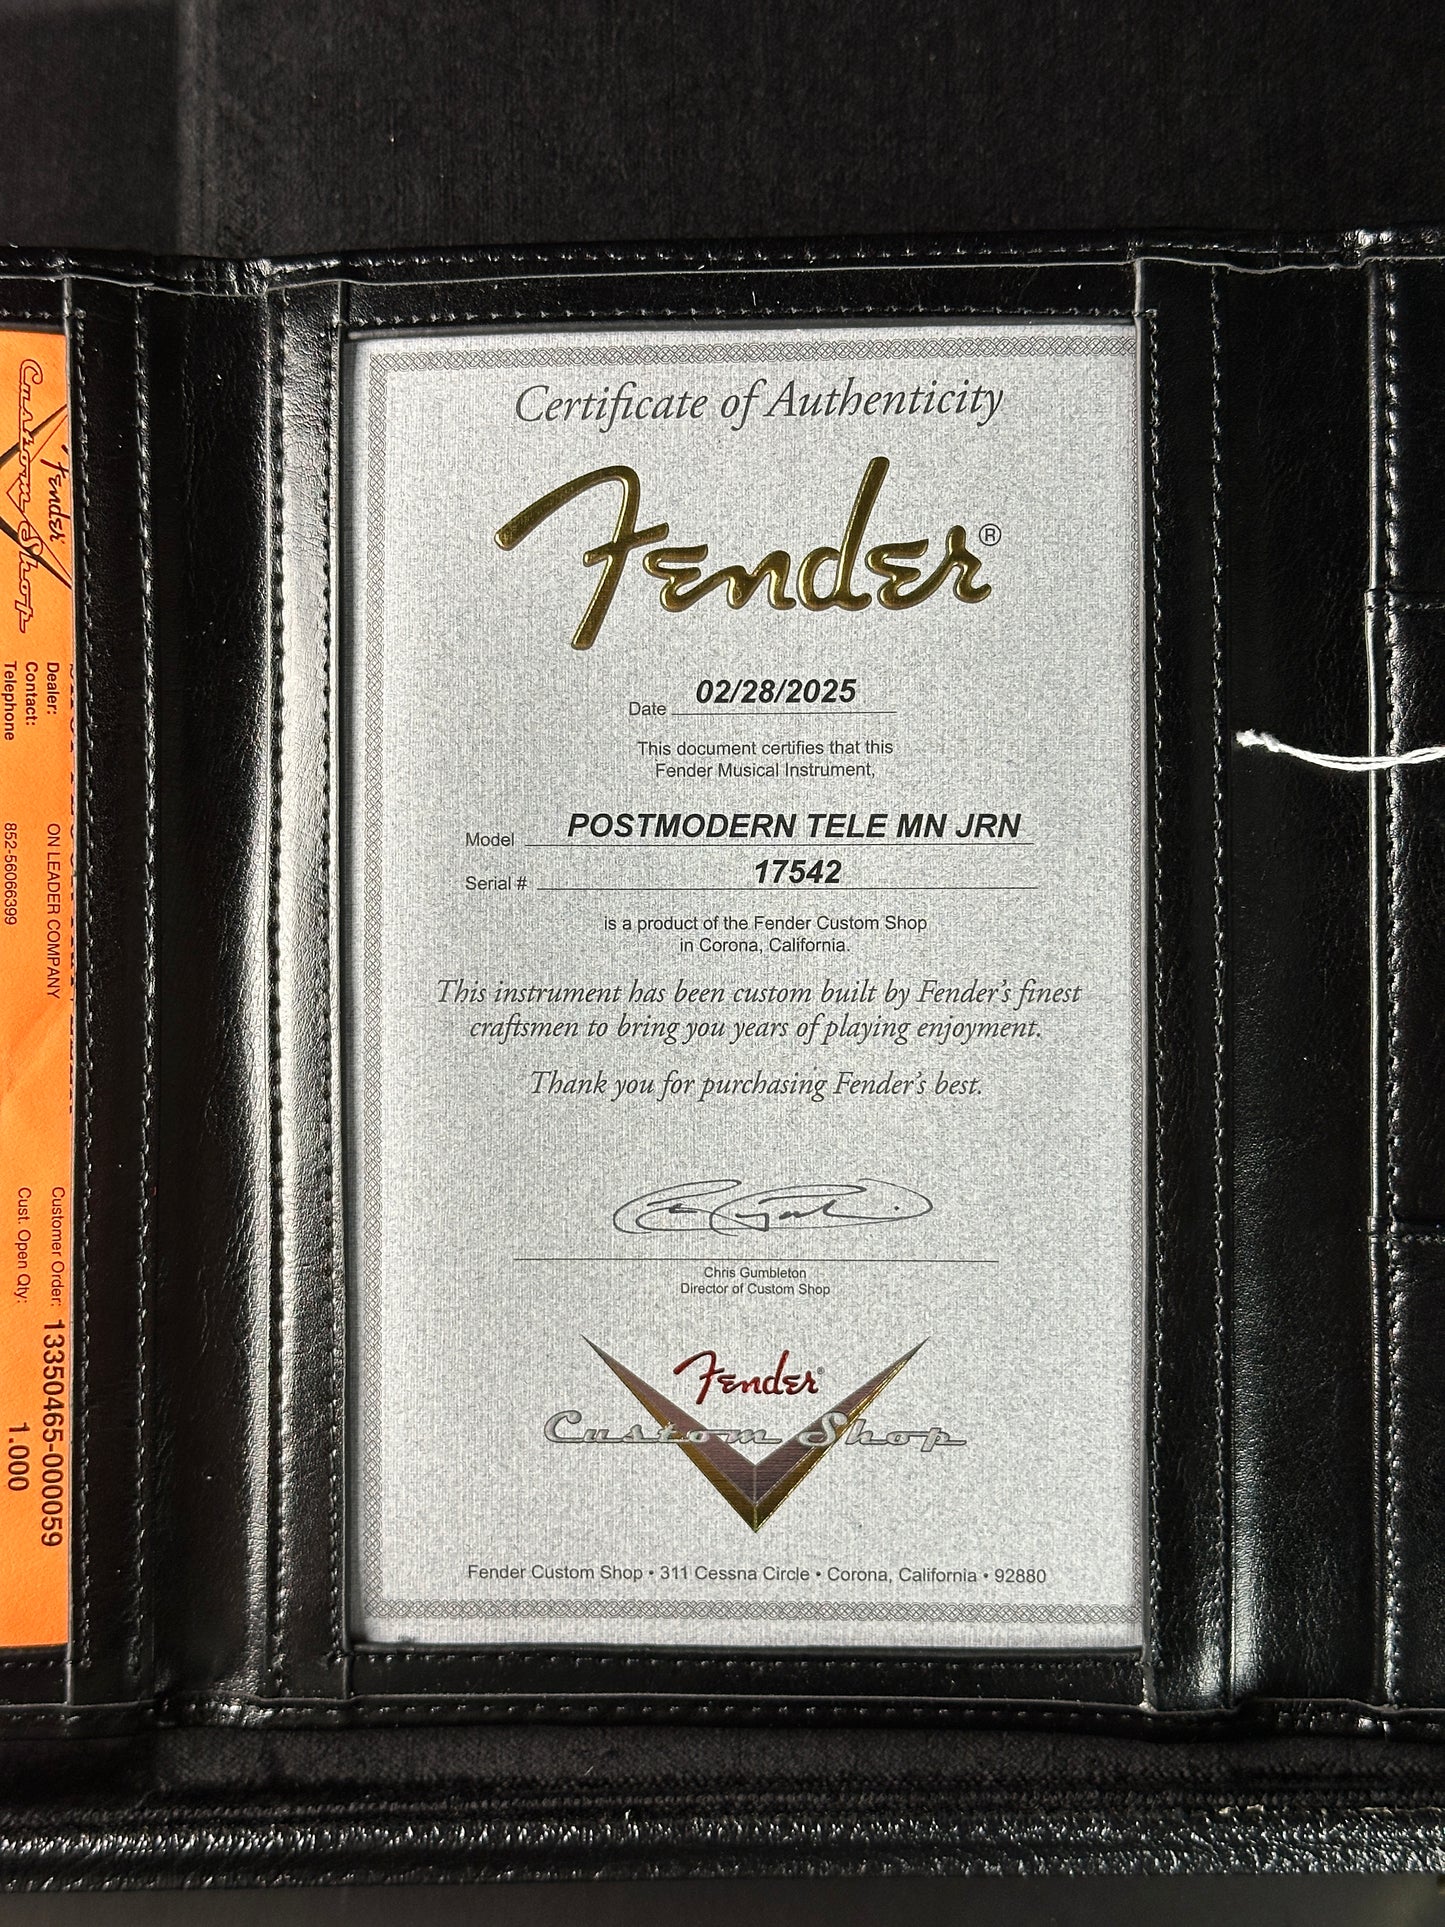 Certificate of Authenticity
Fender®
Date 02/28/2025
This document certifies that this
Fender Musical Instrument,
Model POSTMODERN TELE MN JRN
Serial # 17542
is a product of the Fender Custom Shop
in Corona, California.
This instrument has been custom built by Fender's finest
craftsmen to bring you years of playing enjoyment.
Thank you for purchasing Fender's best.
Chris Gumbleton
Director of Custom Shop
Fender®
Custom Shop
Fender Custom Shop • 311 Cessna Circle • Corona, California • 92880
Fender
Custom Shop
Dealer: ON LEADER COMPANY
Contact:
Telephone 852-56066399
Customer Order: 13350465-000059
Cust. Open Qty: 1.000